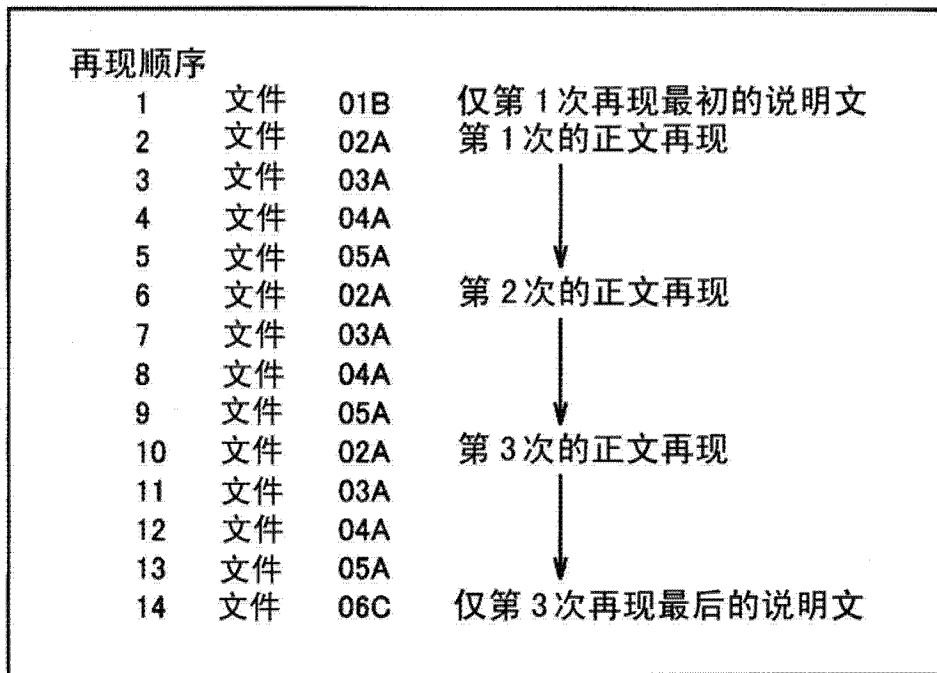 再现顺序
1 文件 01B 仅第1次再现最初的说明文
2 文件 02A 第1次的正文再现
3 文件 03A
4 文件 04A
5 文件 05A
6 文件 02A 第2次的正文再现
7 文件 03A
8 文件 04A
9 文件 05A
10 文件 02A 第3次的正文再现
11 文件 03A
12 文件 04A
13 文件 05A
14 文件 06C 仅第3次再现最后的说明文